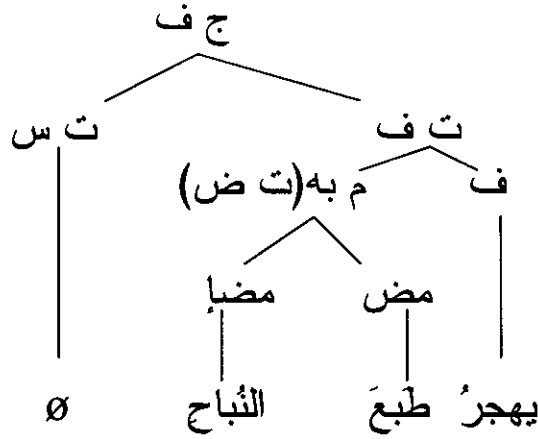 ج ف
ت ف ت س
ف م به(ت ض)
مض مضإ
يهجرُ طَبعَ النُباحِ ø